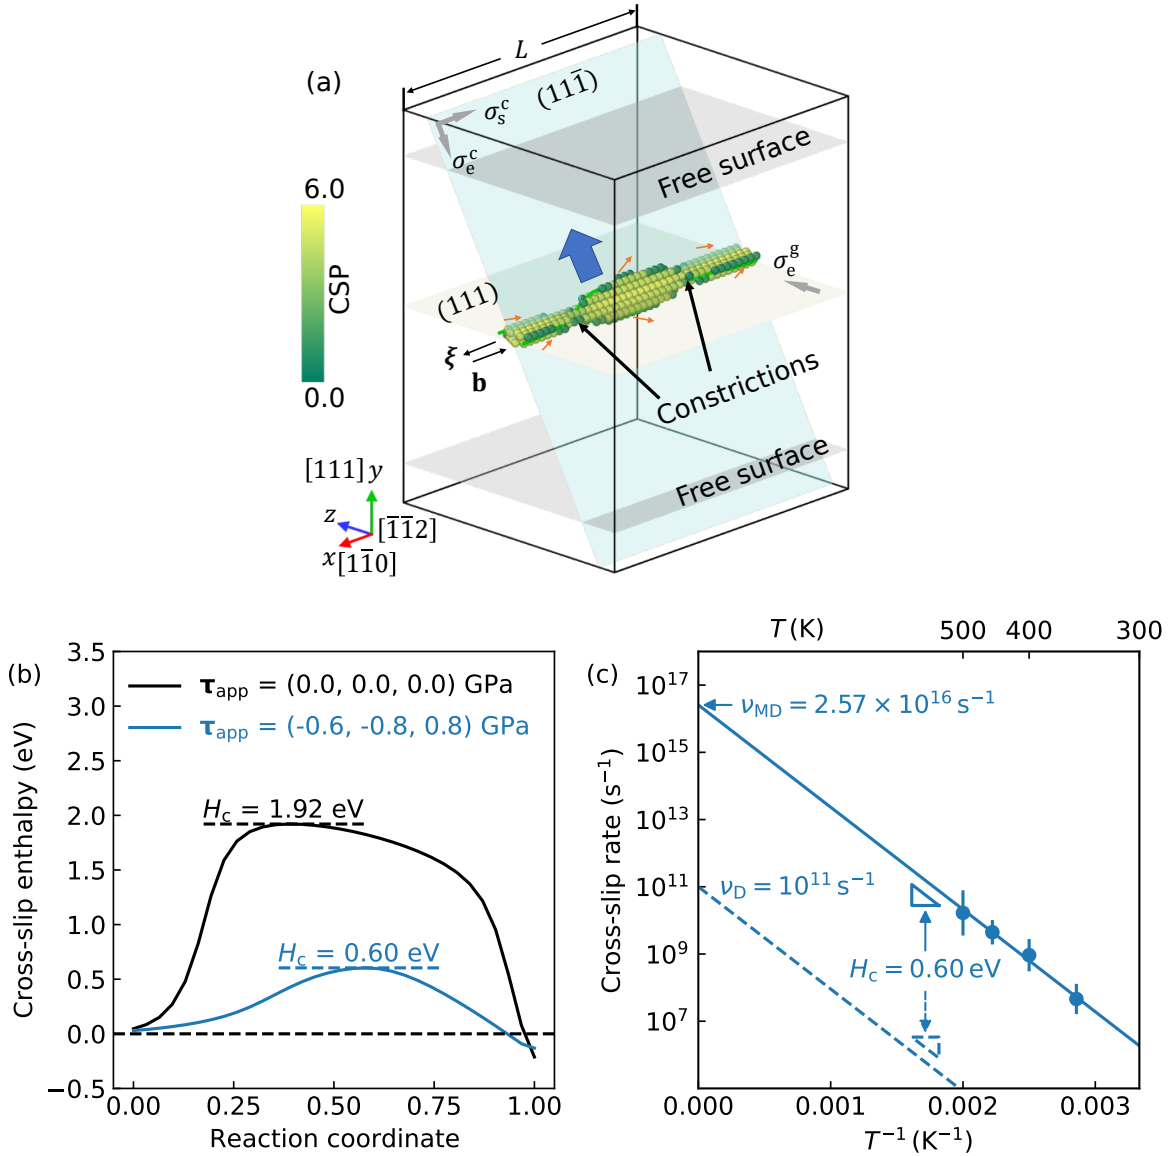 (a)
L
(111̅)
σ_s^c
σ_e^c
Free surface
6.0
CSP
0.0
(111)
σ_e^g
ξ
b
Constrictions
Free surface
[111] y
z
[1̅1̅2]
x [11̅0]
(b)
3.5
3.0
2.5
2.0
1.5
1.0
0.5
0.0
−0.5
Cross-slip enthalpy (eV)
τ_app = (0.0, 0.0, 0.0) GPa
τ_app = (-0.6, -0.8, 0.8) GPa
H_c = 1.92 eV
H_c = 0.60 eV
0.00 0.25 0.50 0.75 1.00
Reaction coordinate
(c)
T (K)
500 400 300
10^17
10^15
10^13
10^11
10^9
10^7
Cross-slip rate (s^−1)
ν_MD = 2.57 × 10^16 s^−1
ν_D = 10^11 s^−1
H_c = 0.60 eV
0.000 0.001 0.002 0.003
T^−1 (K^−1)